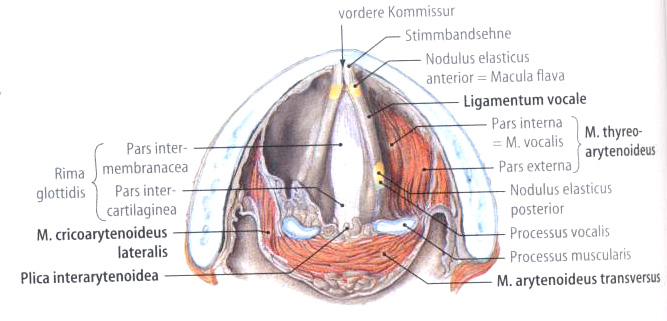 vordere Kommissur
Stimmbandsehne
Nodulus elasticus
anterior = Macula flava
Ligamentum vocale
Pars interna
= M. vocalis
M. thyreo-
arytenoideus
Pars externa
Nodulus elasticus
posterior
Processus vocalis
Processus muscularis
M. arytenoideus transversus
Rima
glottidis
Pars inter-
membranacea
Pars inter-
cartilaginea
M. cricoarytenoideus
lateralis
Plica interarytenoidea